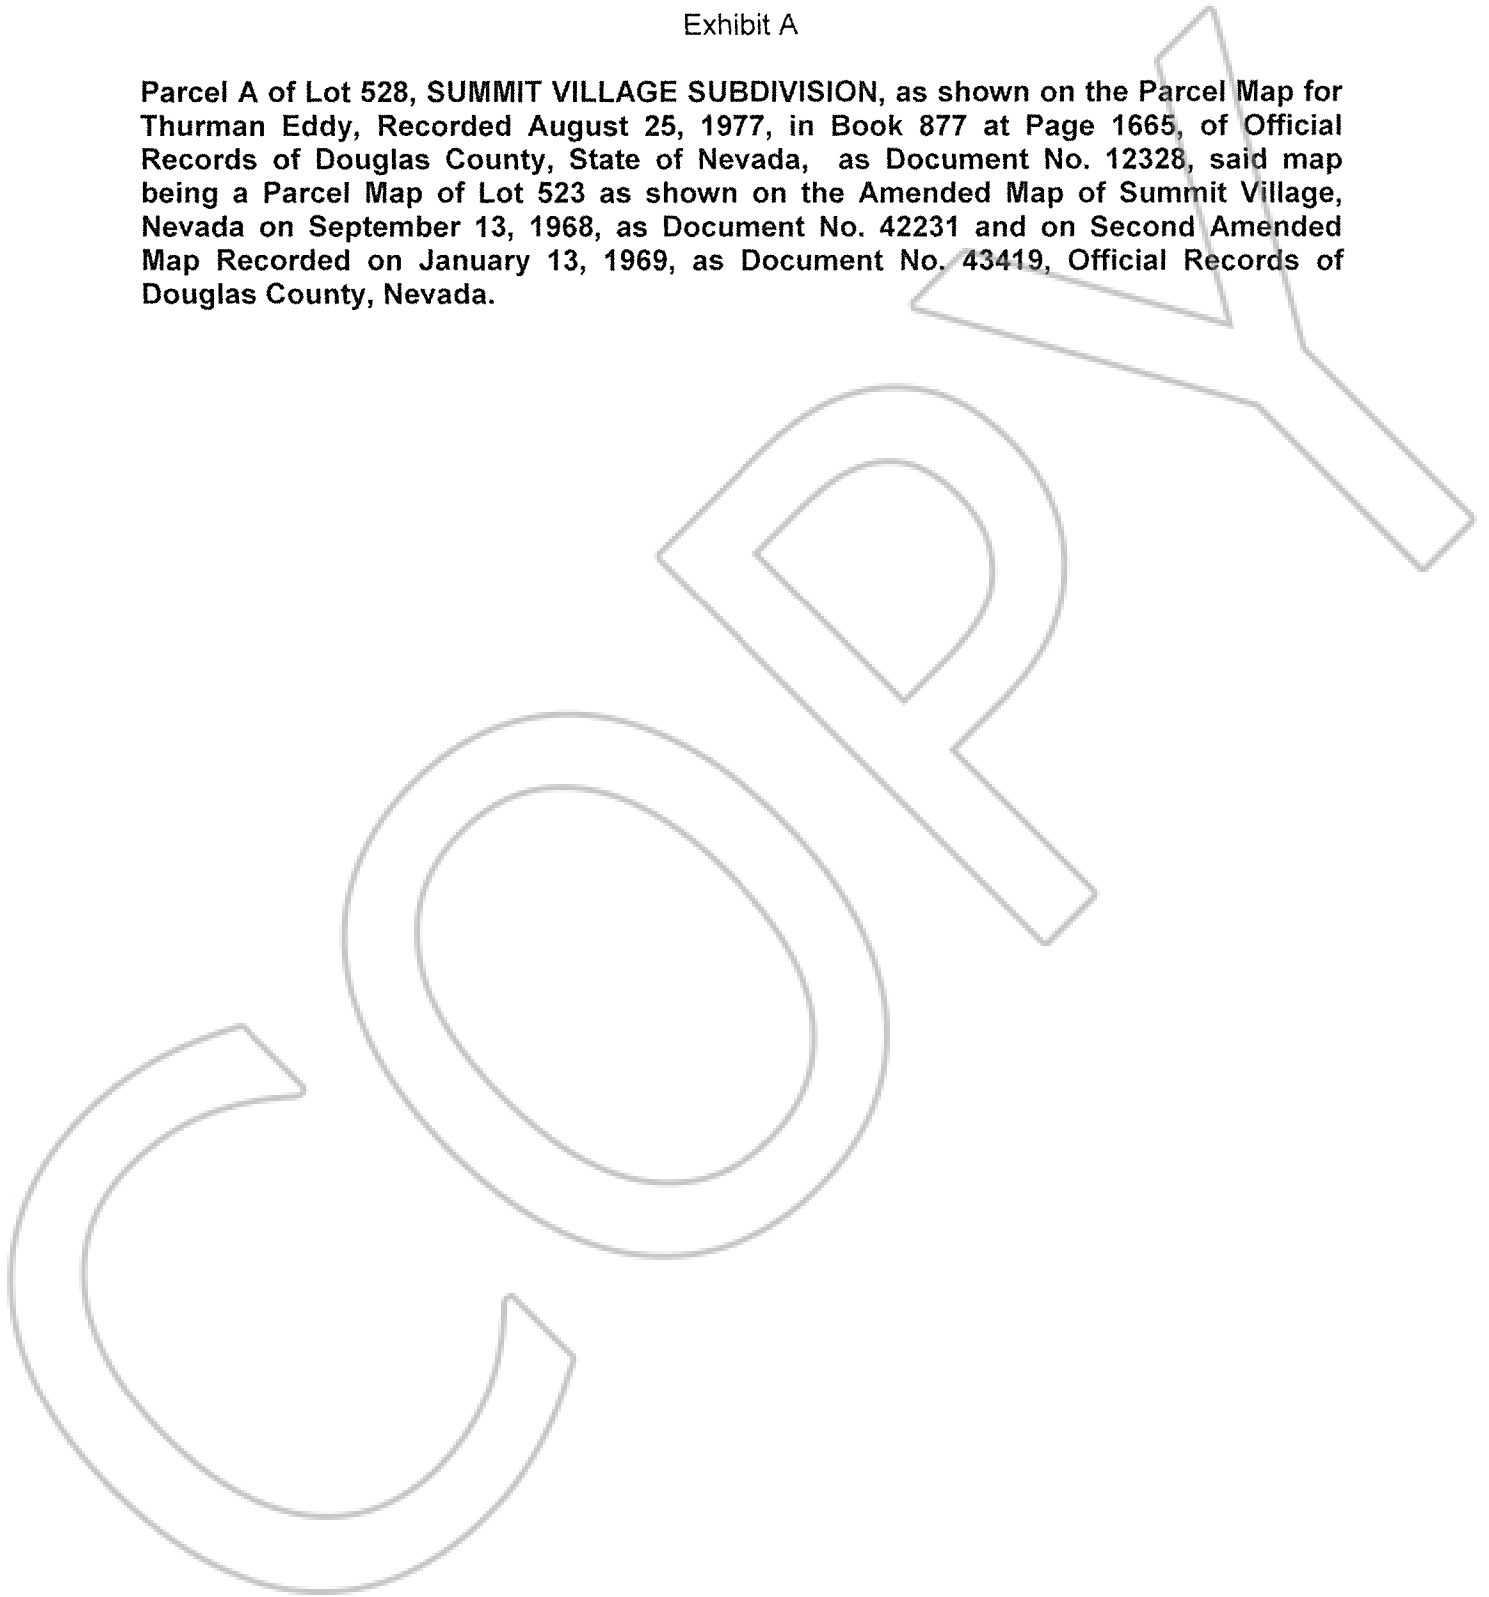 Exhibit A
Parcel A of Lot 528, SUMMIT VILLAGE SUBDIVISION, as shown on the Parcel Map for
Thurman Eddy, Recorded August 25, 1977, in Book 877 at Page 1665, of Official
Records of Douglas County, State of Nevada, as Document No. 12328, said map
being a Parcel Map of Lot 523 as shown on the Amended Map of Summit Village,
Nevada on September 13, 1968, as Document No. 42231 and on Second Amended
Map Recorded on January 13, 1969, as Document No. 43419, Official Records of
Douglas County, Nevada.
COPY